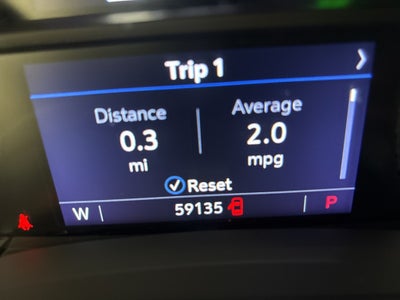 Trip 1
Distance
0.3
mi
Average
2.0
mpg
Reset
W 59135 P